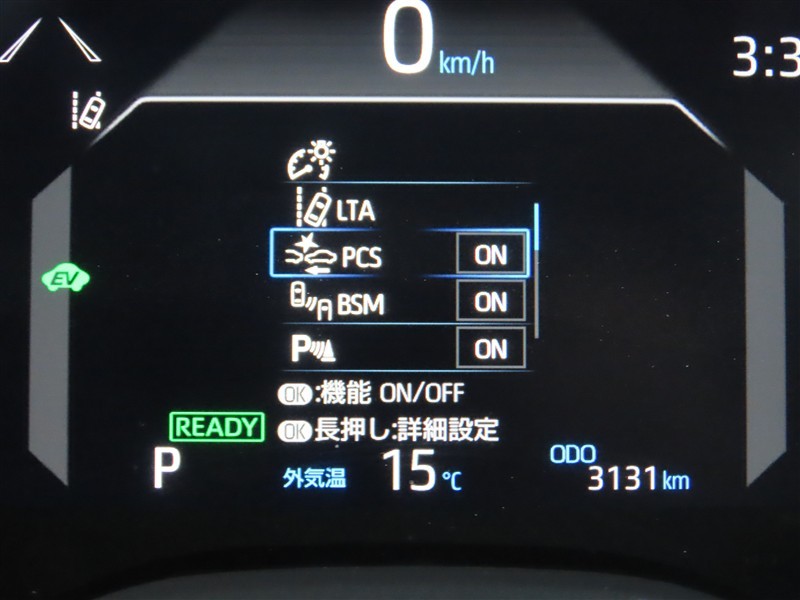 0 km/h
3:3
LTA
EV
PCS ON
BSM ON
P ON
OK:機能 ON/OFF
READY
OK長押し:詳細設定
P
外気温 15℃
ODO
3131km